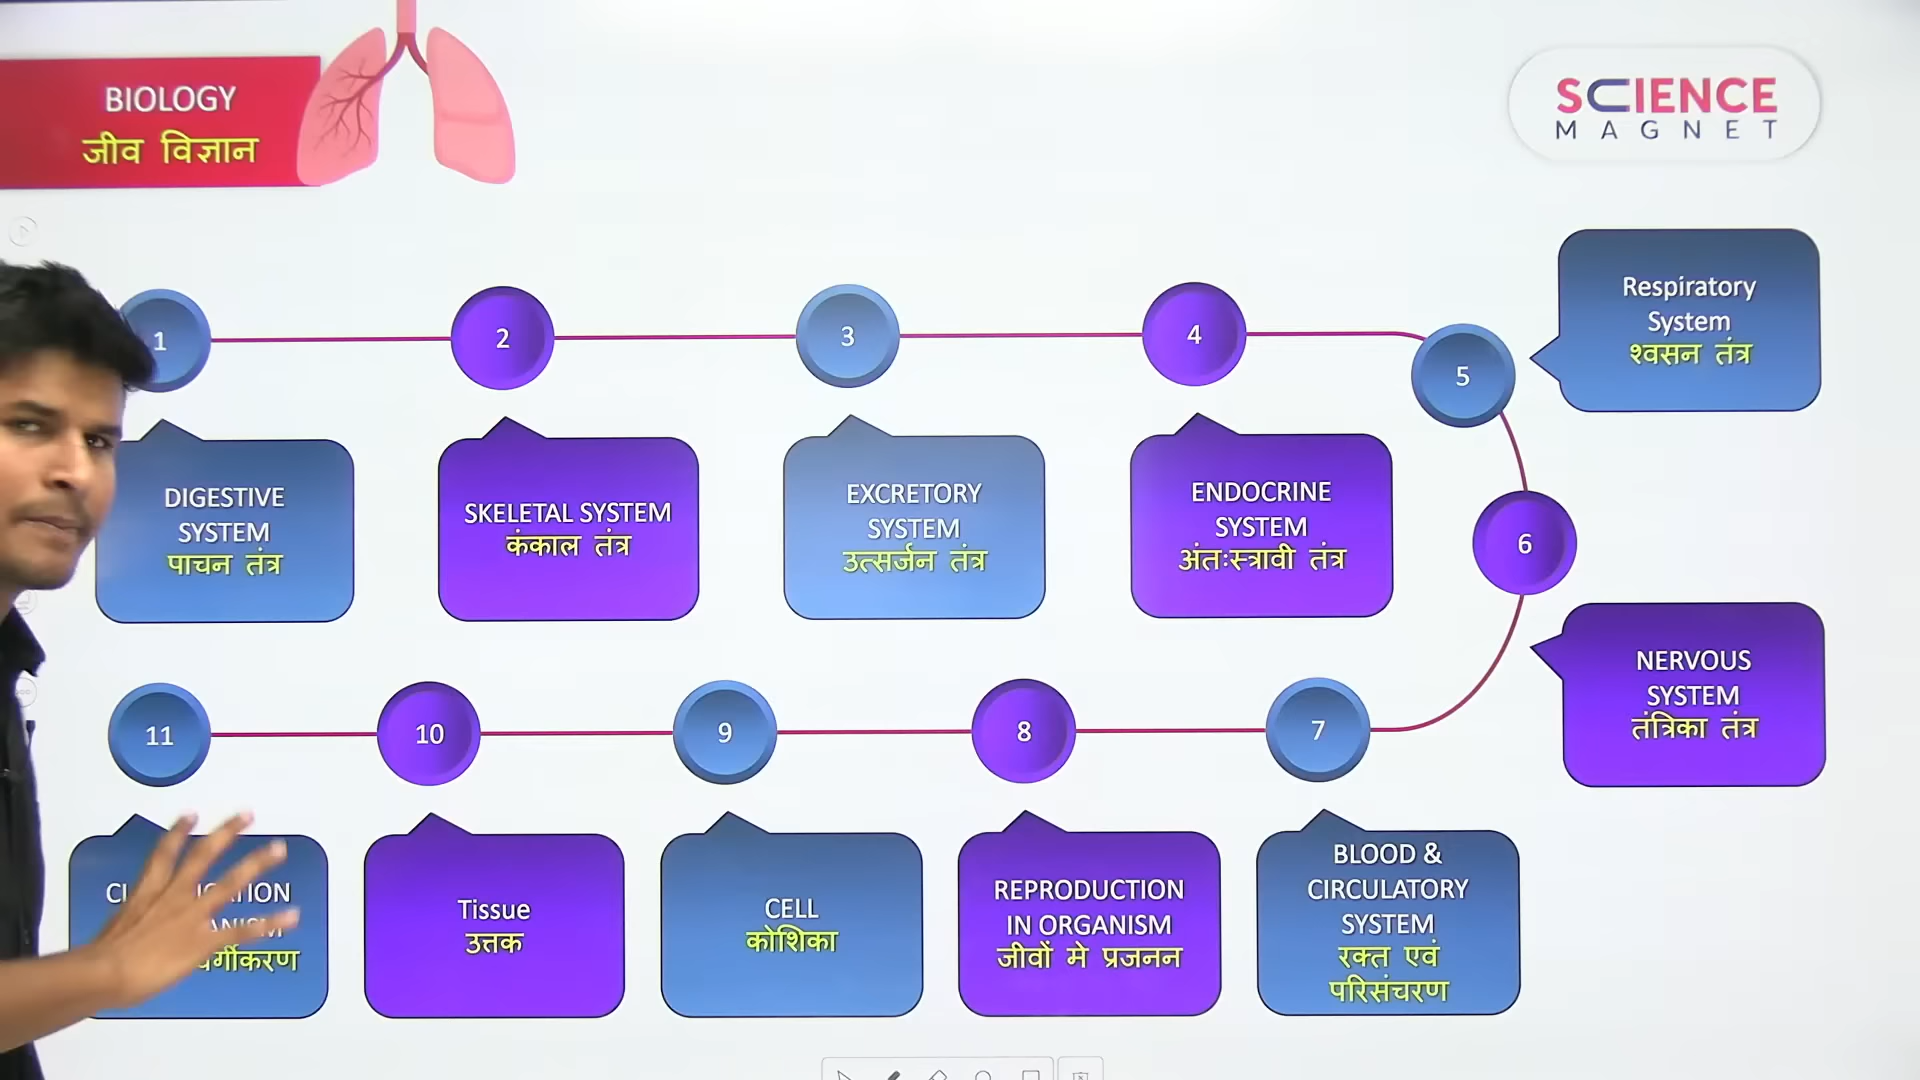 BIOLOGY
जीव विज्ञान
SCIENCE
MAGNET
1
2
3
4
5
6
Respiratory
System
श्वसन तंत्र
DIGESTIVE
SYSTEM
पाचन तंत्र
SKELETAL SYSTEM
कंकाल तंत्र
EXCRETORY
SYSTEM
उत्सर्जन तंत्र
ENDOCRINE
SYSTEM
अंतःस्त्रावी तंत्र
NERVOUS
SYSTEM
तंत्रिका तंत्र
11
10
9
8
7
वर्गीकरण
Tissue
उत्तक
CELL
कोशिका
REPRODUCTION
IN ORGANISM
जीवों मे प्रजनन
BLOOD &
CIRCULATORY
SYSTEM
रक्त एवं
परिसंचरण